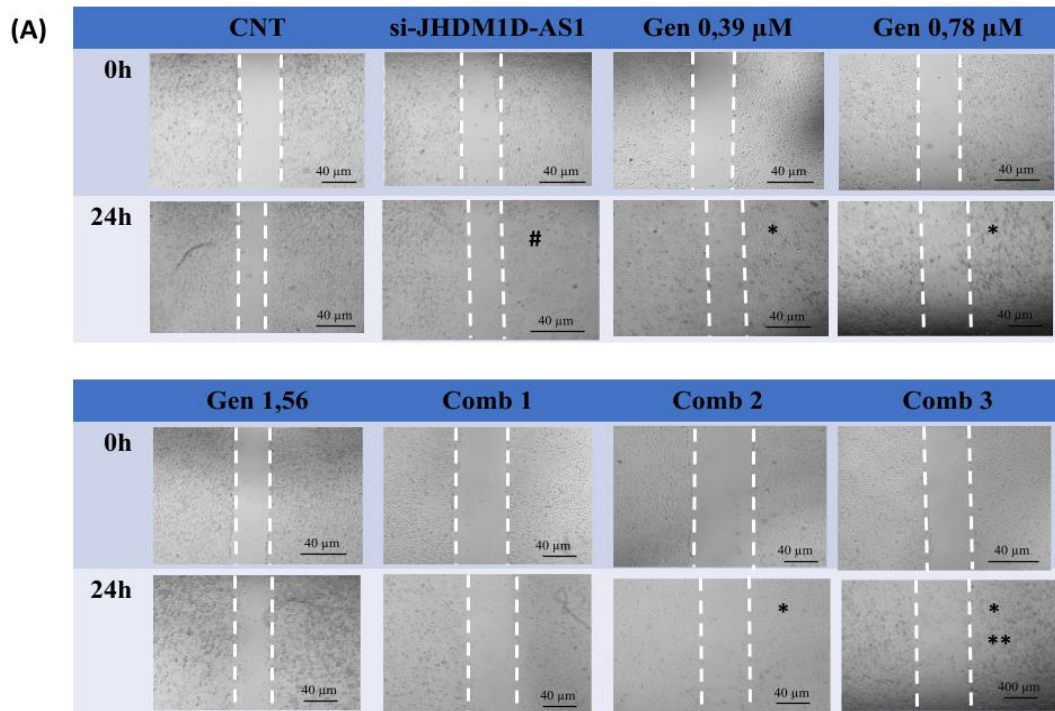 (A)
CNT si-JHDM1D-AS1 Gen 0,39 µM Gen 0,78 µM
0h
40 µm 40 µm 40 µm 40 µm
24h
# * *
40 µm 40 µm 40 µm 40 µm
Gen 1,56 Comb 1 Comb 2 Comb 3
0h
40 µm 40 µm 40 µm 40 µm
24h
* *
**
40 µm 40 µm 40 µm 400 µm